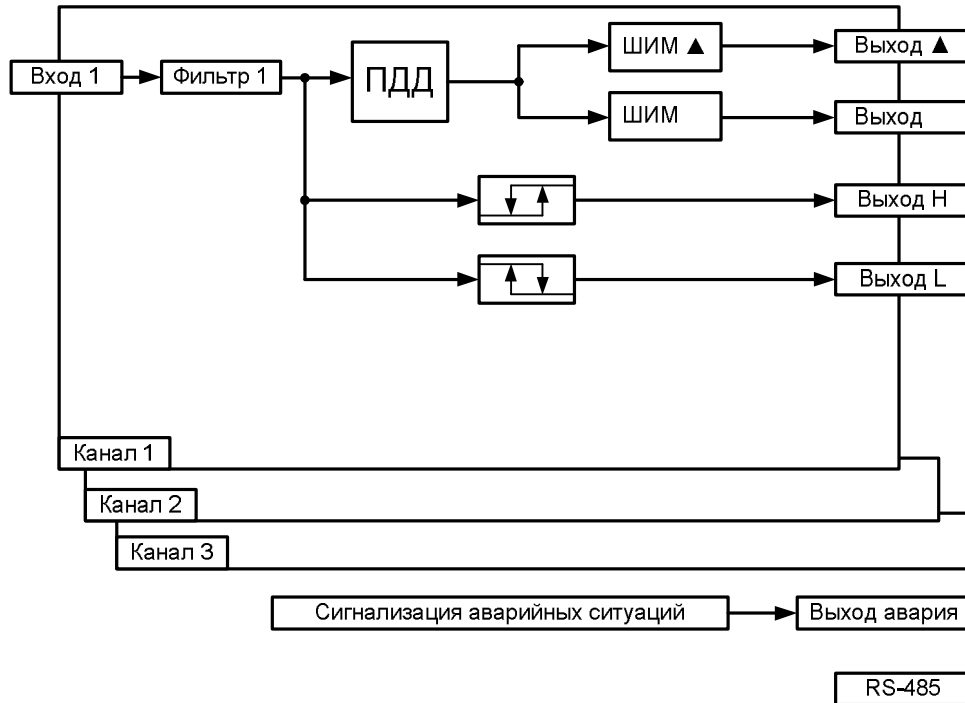 ШИМ ▲
Выход ▲
Вход 1
Фильтр 1
ПДД
ШИМ
Выход
Выход H
Выход L
Канал 1
Канал 2
Канал 3
Сигнализация аварийных ситуаций
Выход авария
RS-485